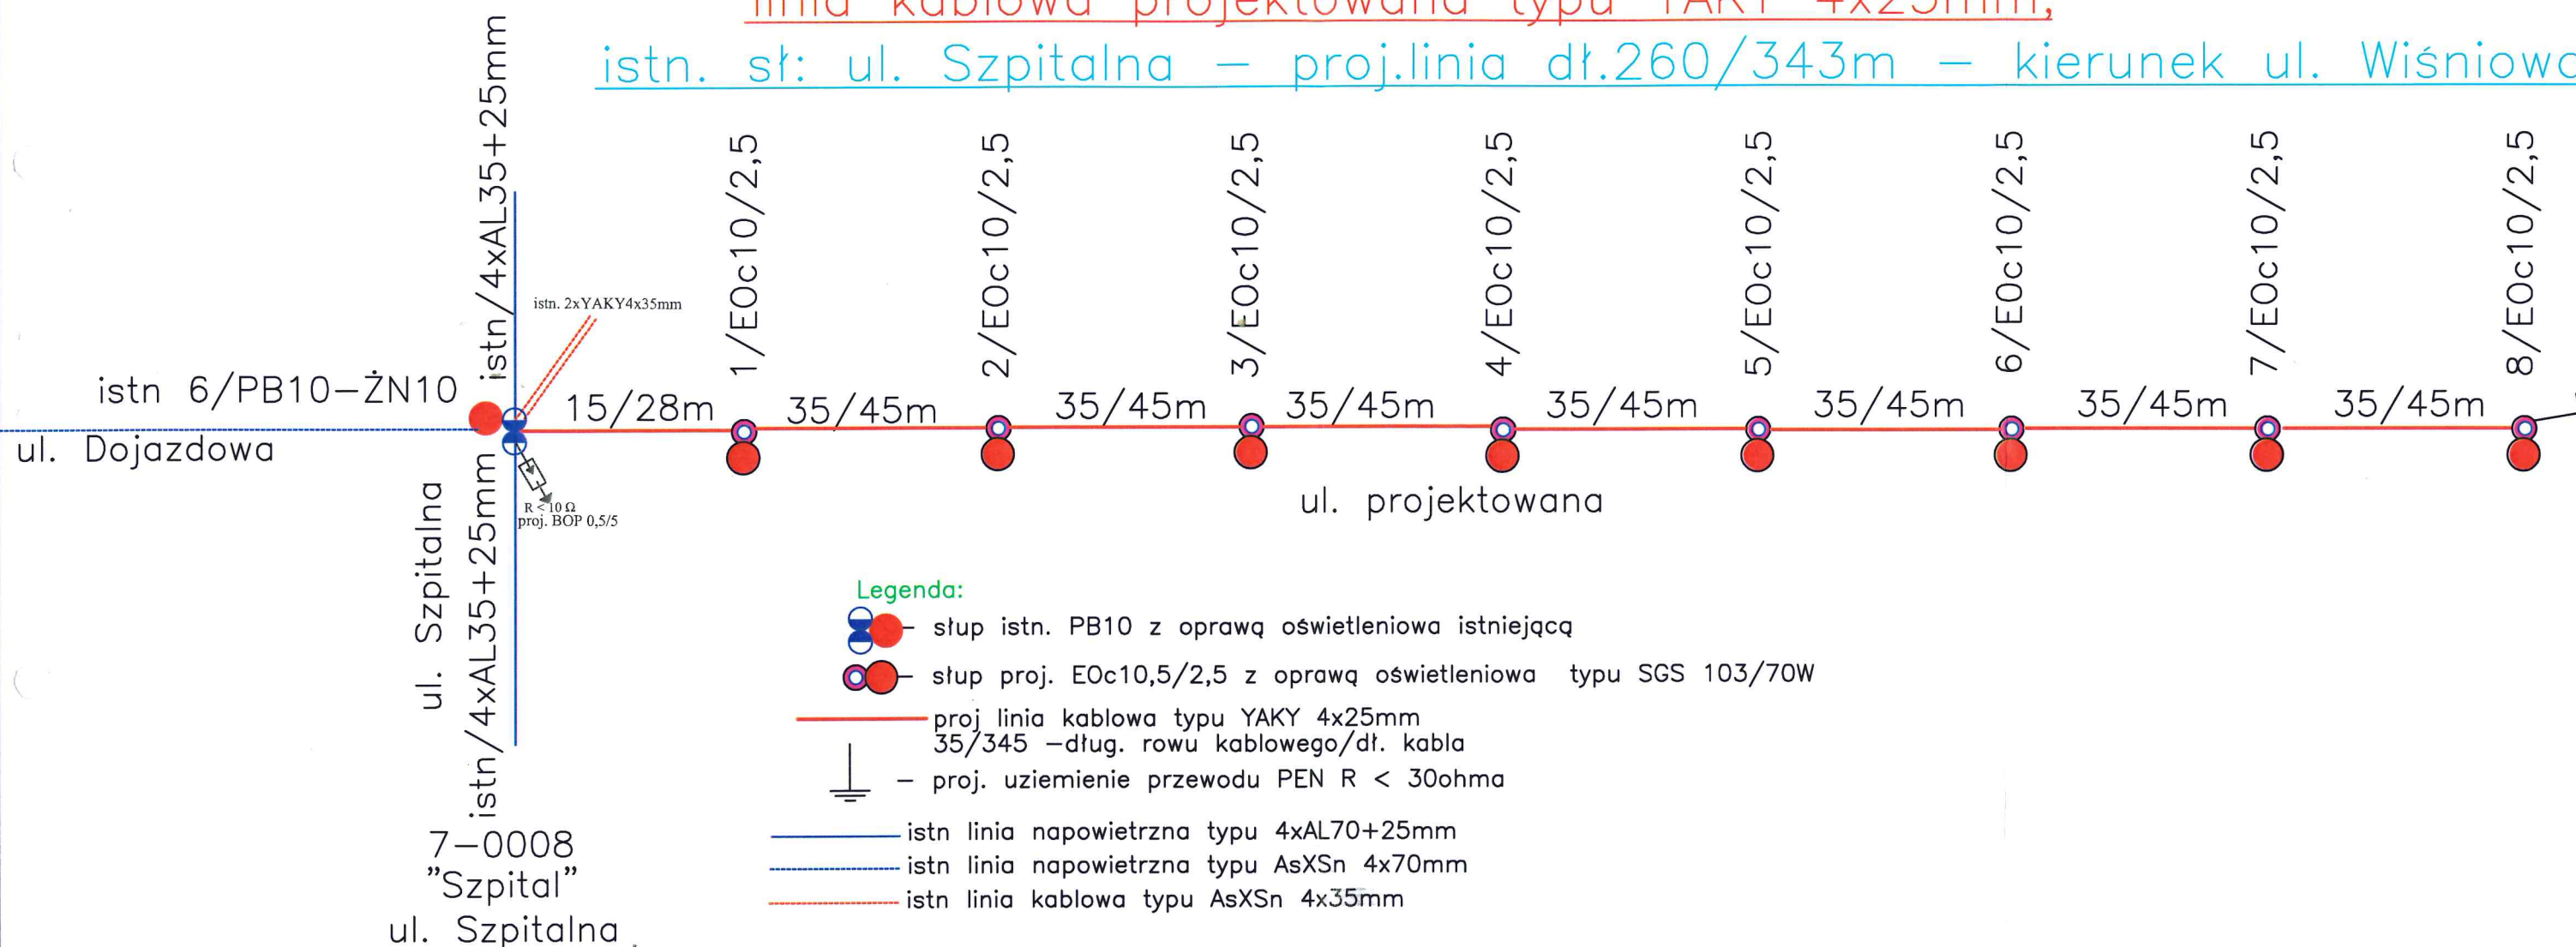 linia kablowa projektowana typu YAKY 4x25mm,
istn. sł: ul. Szpitalna – proj.linia dł.260/343m – kierunek ul. Wiśniowa
istn/4xAL35+25mm
1/EOc10/2,5
2/EOc10/2,5
3/EOc10/2,5
4/EOc10/2,5
5/EOc10/2,5
6/EOc10/2,5
7/EOc10/2,5
8/EOc10/2,5
istn. 2xYAKY4x35mm
istn 6/PB10–ŻN10
15/28m
35/45m
35/45m
35/45m
35/45m
35/45m
35/45m
35/45m
ul. Dojazdowa
R < 10 Ω
proj. BOP 0,5/5
ul. projektowana
ul. Szpitalna
istn/4xAL35+25mm
Legenda:
– słup istn. PB10 z oprawą oświetleniowa istniejącą
– słup proj. EOc10,5/2,5 z oprawą oświetleniowa typu SGS 103/70W
proj linia kablowa typu YAKY 4x25mm
35/345 –dług. rowu kablowego/dł. kabla
– proj. uziemienie przewodu PEN R < 30ohma
istn linia napowietrzna typu 4xAL70+25mm
istn linia napowietrzna typu AsXSn 4x70mm
istn linia kablowa typu AsXSn 4x35mm
7–0008
"Szpital"
ul. Szpitalna